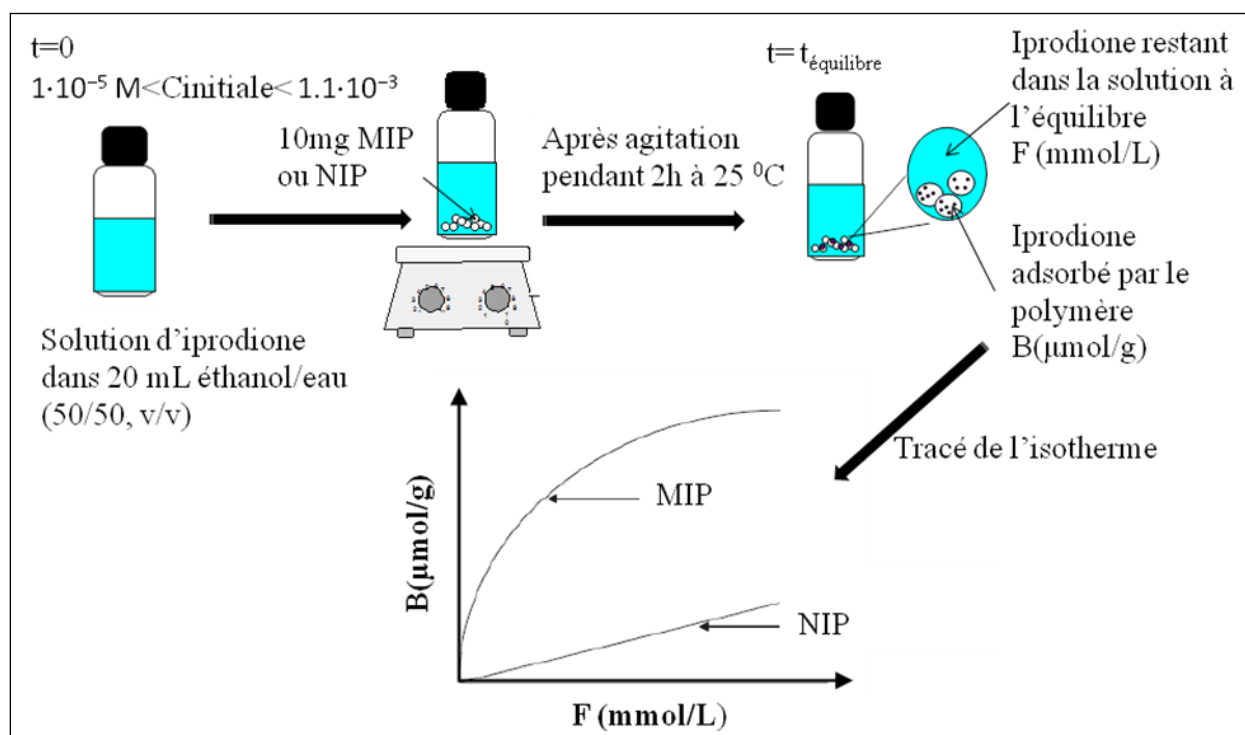 t=0
1·10⁻⁵ M<Cinitiale< 1.1·10⁻³
10mg MIP
ou NIP
Après agitation
pendant 2h à 25 ⁰C
t= téquilibre
Iprodione restant
dans la solution à
l’équilibre
F (mmol/L)
Solution d’iprodione
dans 20 mL éthanol/eau
(50/50, v/v)
Iprodione
adsorbé par le
polymère
B(µmol/g)
Tracé de l’isotherme
B(µmol/g)
MIP
NIP
F (mmol/L)